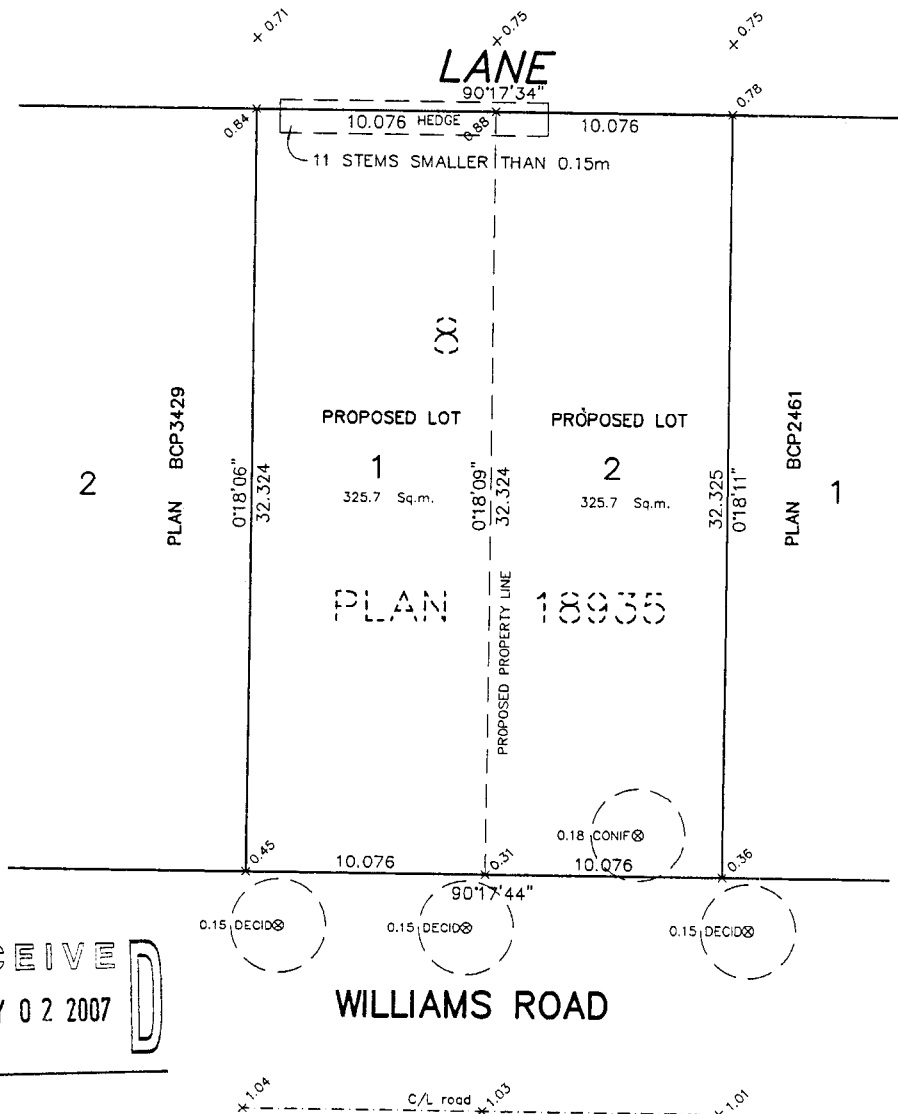 + 0.71
+ 0.75
+ 0.75
LANE
90°17'34"
0.84
10.076 HEDGE
0.88
10.076
0.78
11 STEMS SMALLER THAN 0.15m
8
PROPOSED LOT
1
325.7 Sq.m.
PROPOSED LOT
2
325.7 Sq.m.
2
PLAN BCP3429
0°18'06"
32.324
0°18'09"
32.324
32.325
0°18'11"
PLAN BCP2461
1
PLAN 18935
PROPOSED PROPERTY LINE
0.18 CONIF
0.45
10.076
0.31
10.076
0.36
90°17'44"
0.15 DECID
0.15 DECID
0.15 DECID
CEIVED
Y 02 2007
WILLIAMS ROAD
1.04
C/L road
1.03
1.01